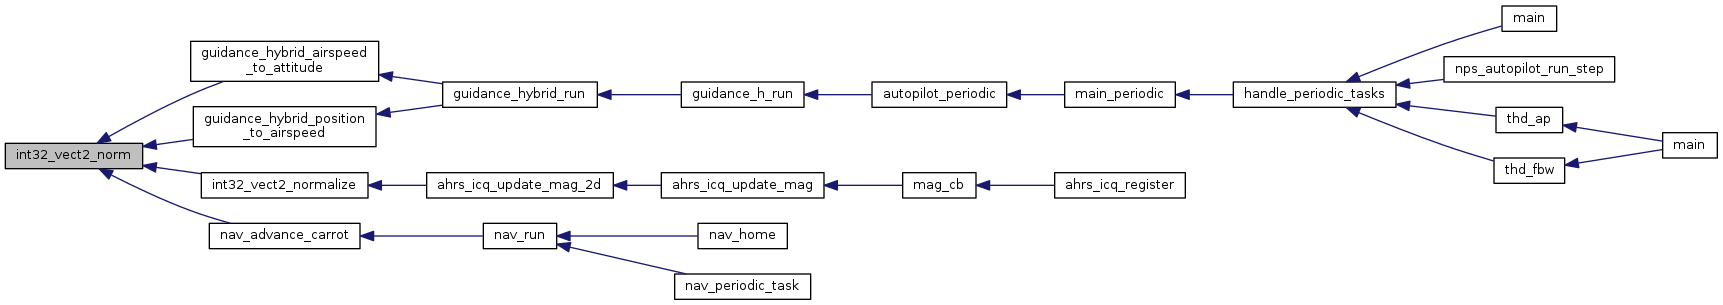 main
guidance_hybrid_airspeed
_to_attitude
nps_autopilot_run_step
guidance_hybrid_run
guidance_h_run
autopilot_periodic
main_periodic
handle_periodic_tasks
guidance_hybrid_position
_to_airspeed
thd_ap
main
int32_vect2_norm
thd_fbw
int32_vect2_normalize
ahrs_icq_update_mag_2d
ahrs_icq_update_mag
mag_cb
ahrs_icq_register
nav_advance_carrot
nav_run
nav_home
nav_periodic_task